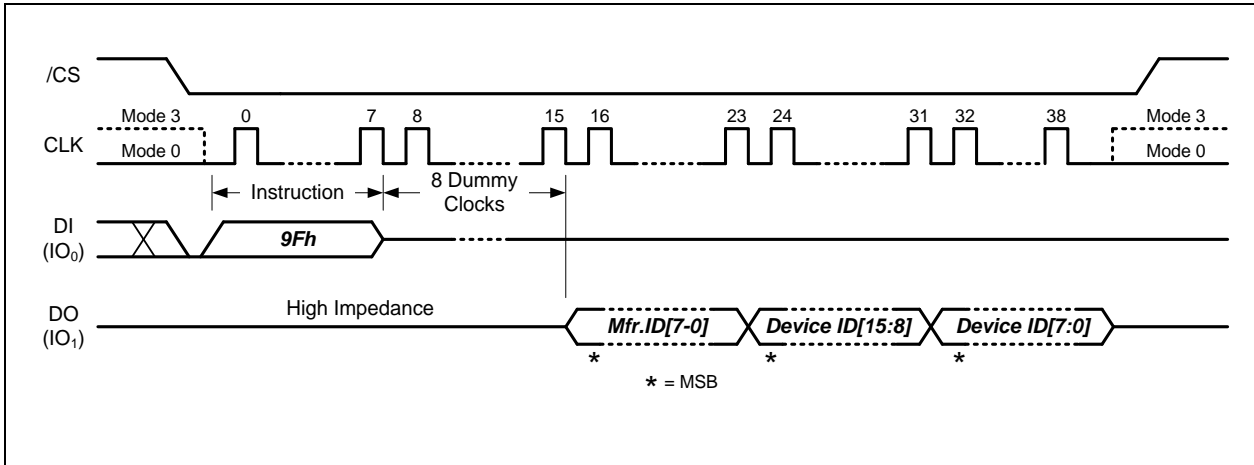 /CS
Mode 3 0 7 8 15 16 23 24 31 32 38 Mode 3
CLK
Mode 0 Mode 0
Instruction 8 Dummy
Clocks
DI
(IO₀) 9Fh
High Impedance
DO
(IO₁) Mfr.ID[7-0] Device ID[15:8] Device ID[7:0]
* * *
* = MSB